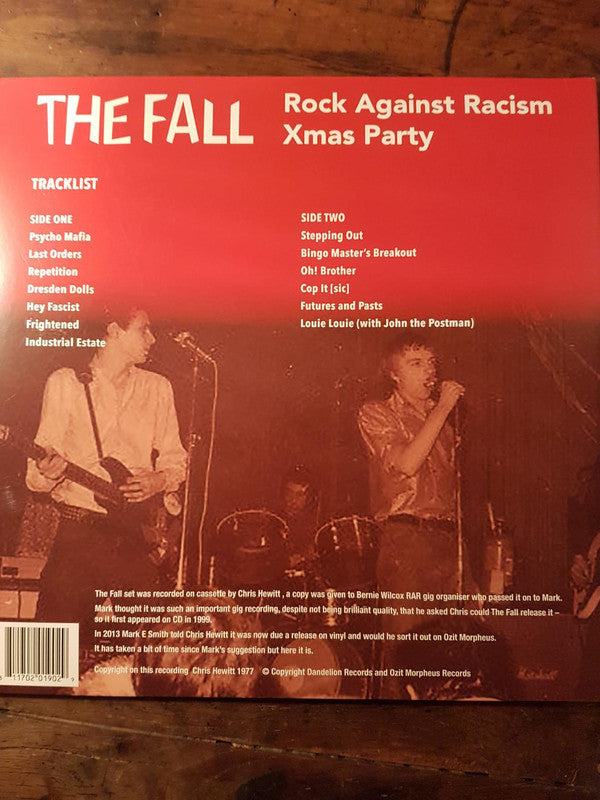 THE FALL
Rock Against Racism
Xmas Party
TRACKLIST
SIDE ONE
Psycho Mafia
Last Orders
Repetition
Dresden Dolls
Hey Fascist
Frightened
Industrial Estate
SIDE TWO
Stepping Out
Bingo Master's Breakout
Oh! Brother
Cop It [sic]
Futures and Pasts
Louie Louie (with John the Postman)
The Fall set was recorded on cassette by Chris Hewitt , a copy was given to Bernie Wilcox RAR gig organiser who passed it on to Mark.
Mark thought it was such an important gig recording, despite not being brilliant quality, that he asked Chris could The Fall release it –
so it first appeared on CD in 1999.
In 2013 Mark E Smith told Chris Hewitt it was now due a release on vinyl and would he sort it out on Ozit Morpheus.
It has taken a bit of time since Mark's suggestion but here it is.
Copyright on this recording Chris Hewitt 1977 © Copyright Dandelion Records and Ozit Morpheus Records
11702 01902 9